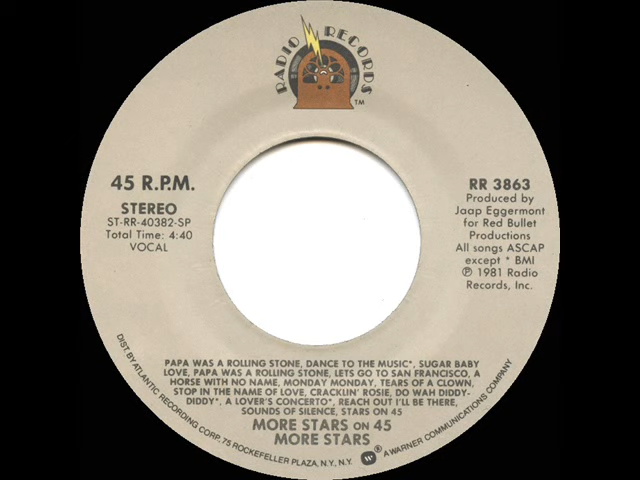 RADIO RECORDS
TM
45 R.P.M.
STEREO
ST-RR-40382-SP
Total Time: 4:40
VOCAL
RR 3863
Produced by
Jaap Eggermont
for Red Bullet
Productions
All songs ASCAP
except * BMI
℗ 1981 Radio
Records, Inc.
PAPA WAS A ROLLING STONE, DANCE TO THE MUSIC*, SUGAR BABY
LOVE, PAPA WAS A ROLLING STONE, LETS GO TO SAN FRANCISCO, A
HORSE WITH NO NAME, MONDAY MONDAY, TEARS OF A CLOWN,
STOP IN THE NAME OF LOVE, CRACKLIN' ROSIE, DO WAH DIDDY-
DIDDY*, A LOVER'S CONCERTO*, REACH OUT I'LL BE THERE,
SOUNDS OF SILENCE, STARS ON 45
MORE STARS ON 45
MORE STARS
DIST. BY ATLANTIC RECORDING CORP. 75 ROCKEFELLER PLAZA, N.Y., N.Y. W ® A WARNER COMMUNICATIONS COMPANY